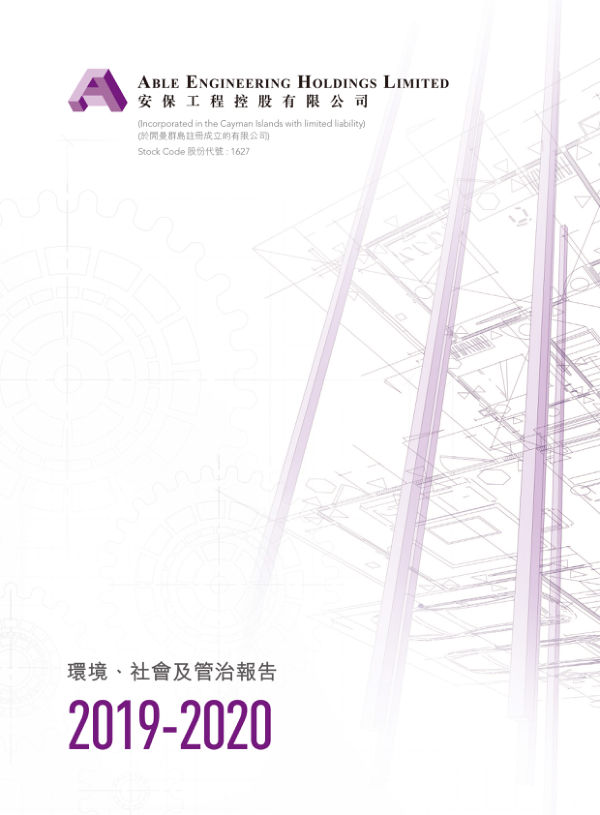 ABLE ENGINEERING HOLDINGS LIMITED
安保工程控股有限公司
(Incorporated in the Cayman Islands with limited liability)
(於開曼群島註冊成立的有限公司)
Stock Code 股份代號 : 1627
環境、社會及管治報告
2019-2020